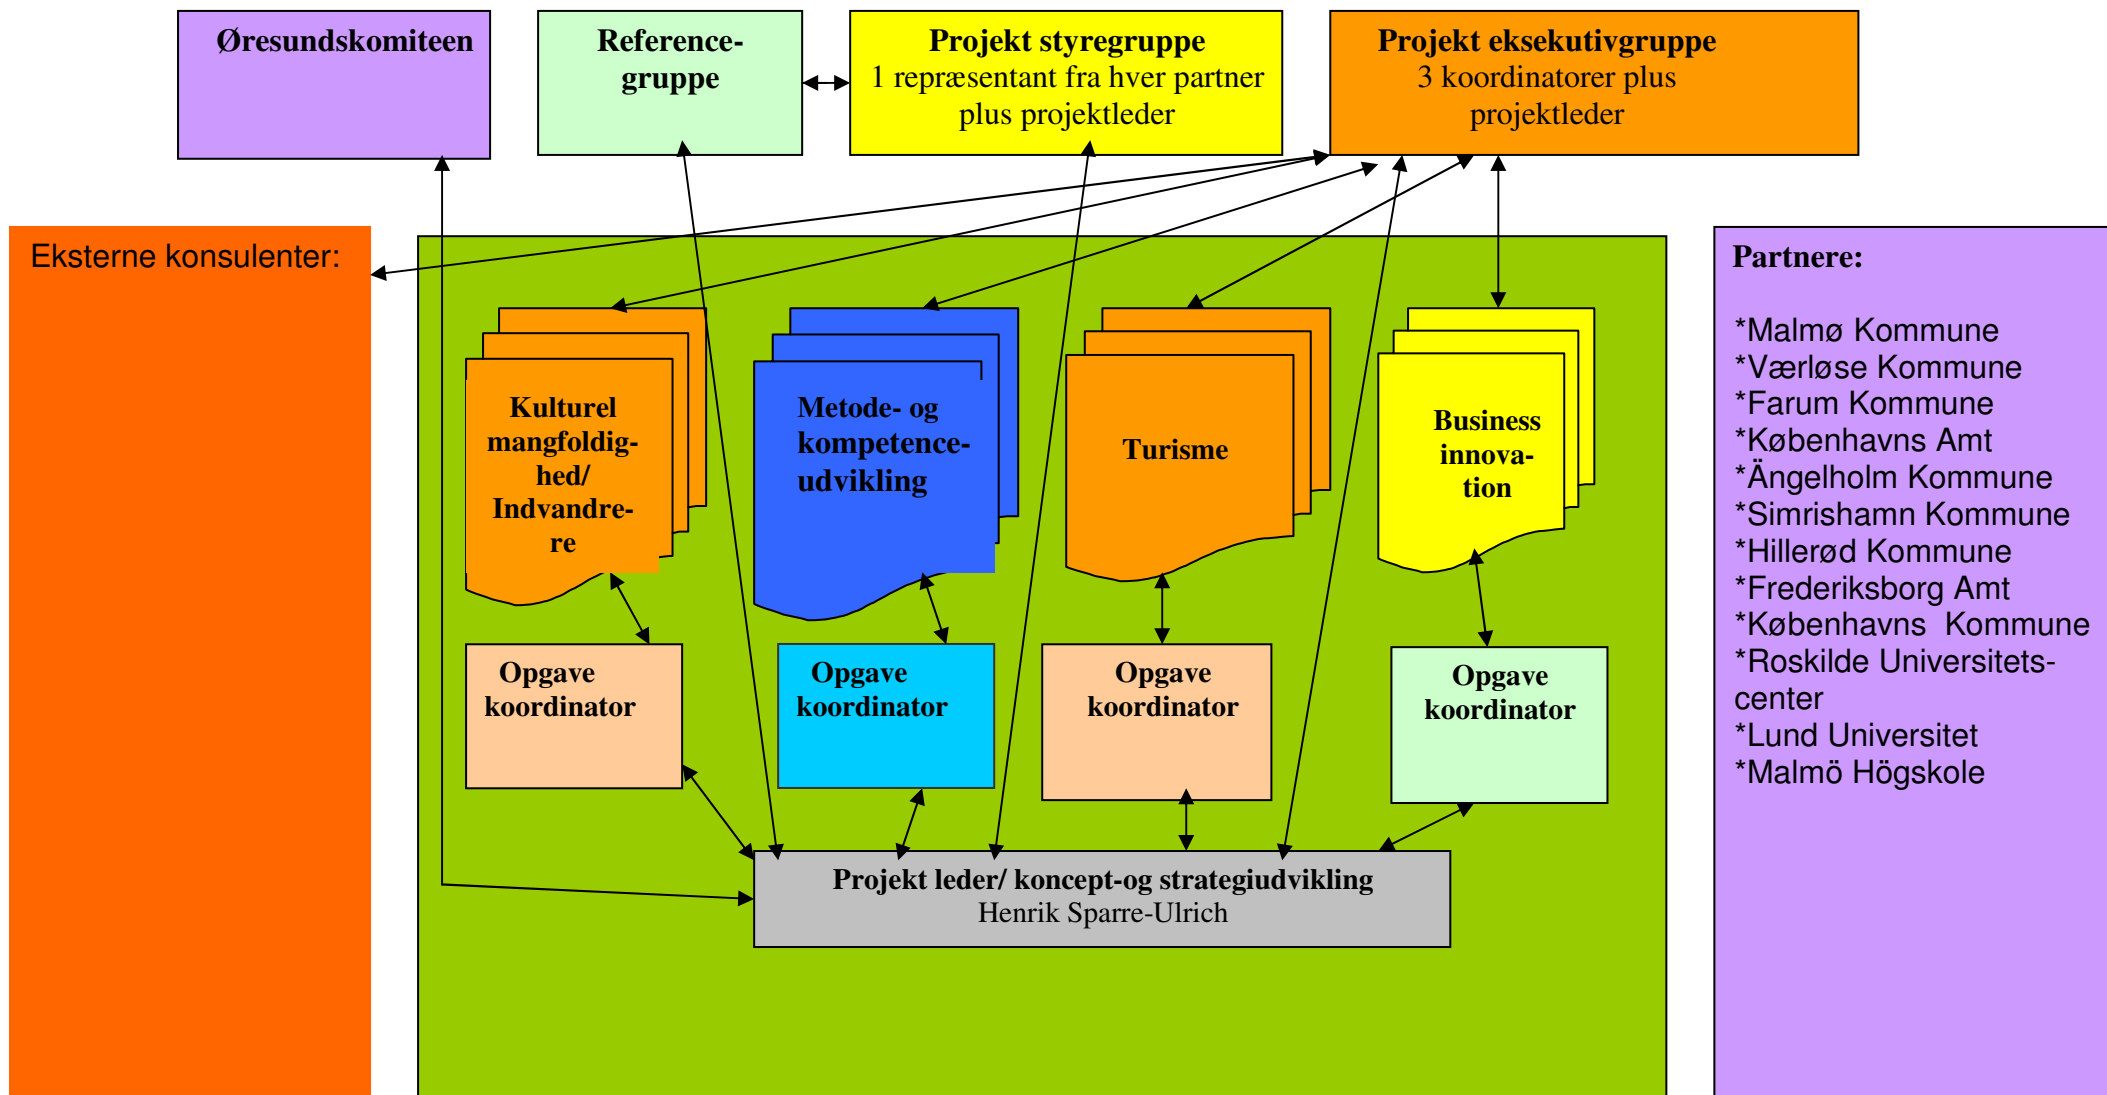 Øresundskomiteen
Reference-
gruppe
Projekt styregruppe
1 repræsentant fra hver partner
plus projektleder
Projekt eksekutivgruppe
3 koordinatorer plus
projektleder
Eksterne konsulenter:
Kulturel
mangfoldig-
hed/
Indvandre-
re
Metode- og
kompetence-
udvikling
Turisme
Business
innova-
tion
Opgave
koordinator
Opgave
koordinator
Opgave
koordinator
Opgave
koordinator
Projekt leder/ koncept-og strategiudvikling
Henrik Sparre-Ulrich
Partnere:
*Malmø Kommune
*Værløse Kommune
*Farum Kommune
*Københavns Amt
*Ängelholm Kommune
*Simrishamn Kommune
*Hillerød Kommune
*Frederiksborg Amt
*Københavns  Kommune
*Roskilde Universitets-
center
*Lund Universitet
*Malmö Högskole